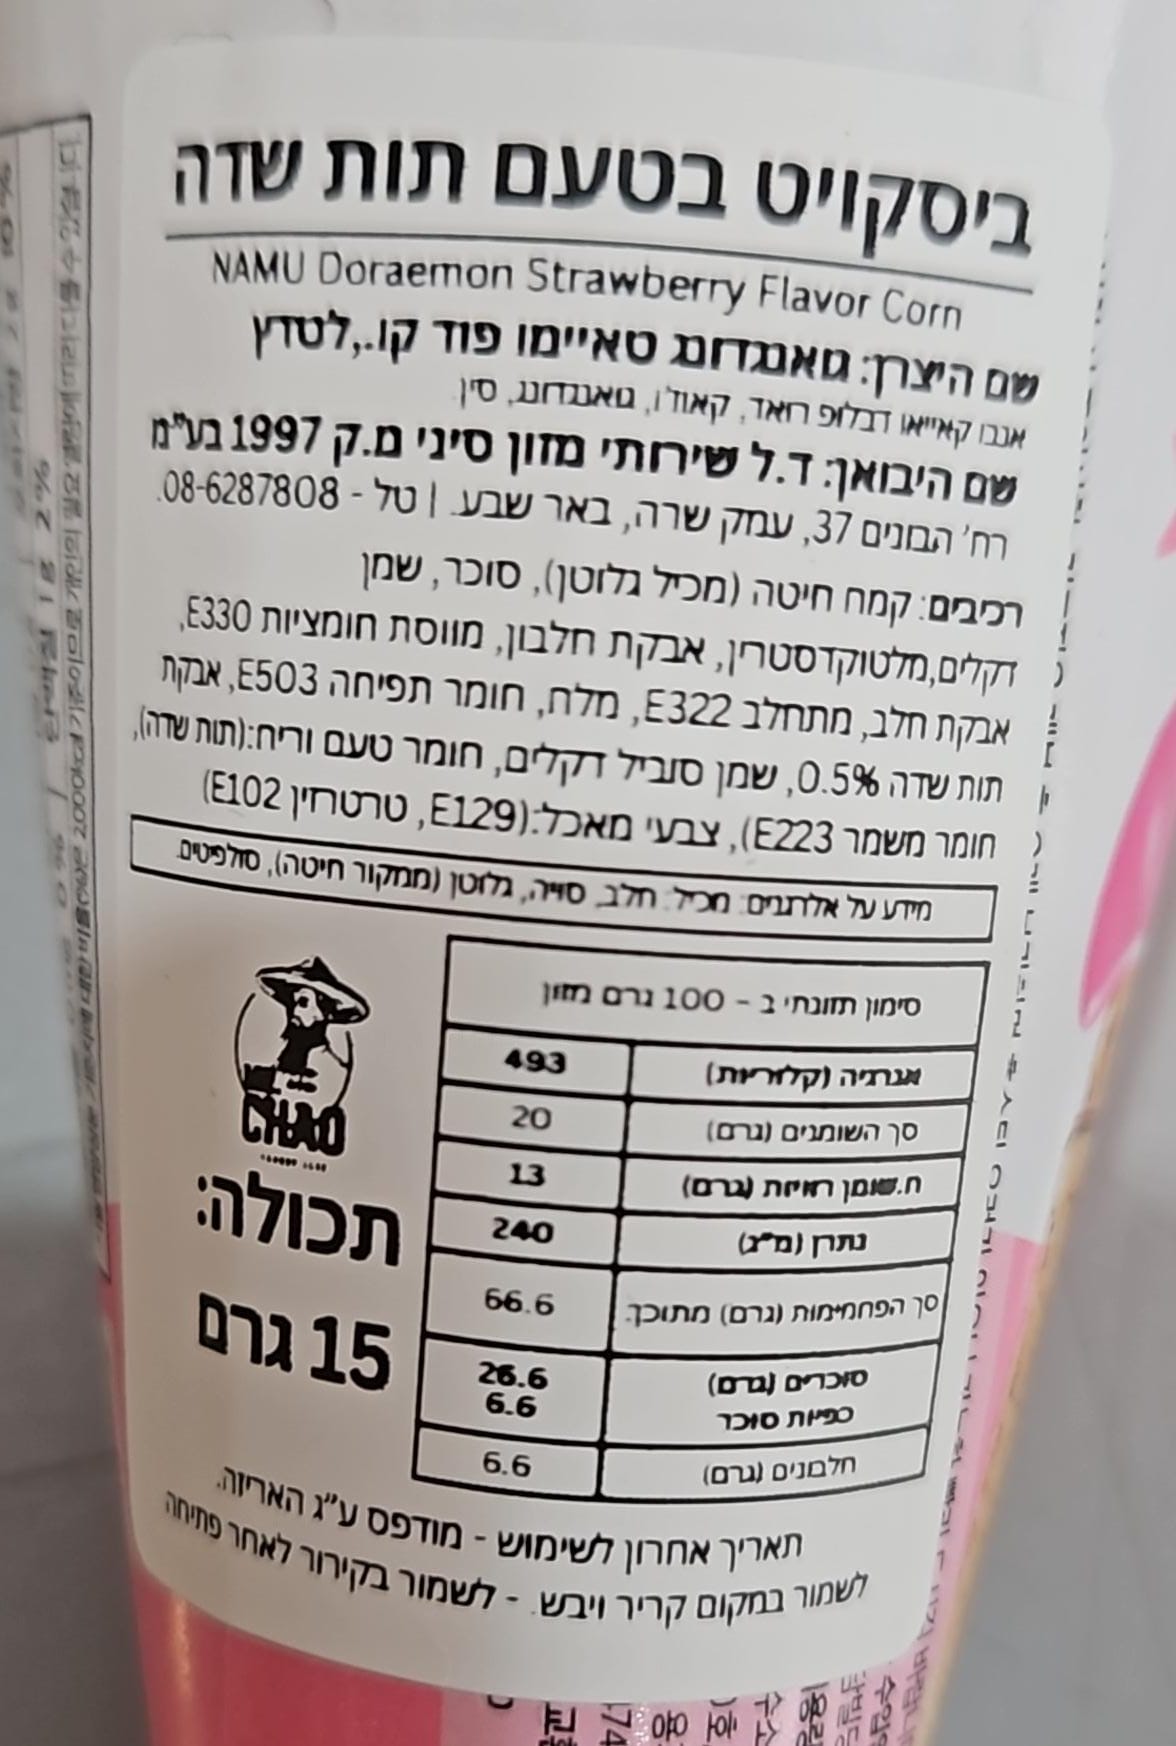 ביסקויט בטעם תות שדה
NAMU Doraemon Strawberry Flavor Corn
שם היצרן: גואנגדונג טאיימו פוד קו.,לטדץ
אנבו קאייאו דבלופ רואד, קאוז'ו, גואנגדונג, סין
שם היבואן: ד.ל שירותי מזון סיני מ.ק 1997 בע"מ
רח' הבונים 37, עמק שרה, באר שבע. | טל - 08-6287808.
רכיבים: קמח חיטה (מכיל גלוטן), סוכר, שמן
דקלים,מלטוקדסטרין, אבקת חלבון, מווסת חומציות E330,
אבקת חלב, מתחלב E322, מלח, חומר תפיחה E503, אבקת
תות שדה 0.5%, שמן סוביל דקלים, חומר טעם וריח:(תות שדה),
חומר משמר E223), צבעי מאכל:(E129, טרטרזין E102)
מידע על אלרגנים: מכיל: חלב, סויה, גלוטן (ממקור חיטה), סולפיטים.
סימון תזונתי ב - 100 גרם מזון
אנרגיה (קלוריות) 493
סך השומנים (גרם) 20
ח.שומן רוויות (גרם) 13
נתרן (מ"ג) 240
סך הפחמימות (גרם) מתוכך: 66.6
סוכרים (גרם) 26.6
כפיות סוכר 6.6
חלבונים (גרם) 6.6
CHAO
תכולה:
15 גרם
תאריך אחרון לשימוש - מודפס ע"ג האריזה.
לשמור במקום קריר ויבש. - לשמור בקירור לאחר פתיחה